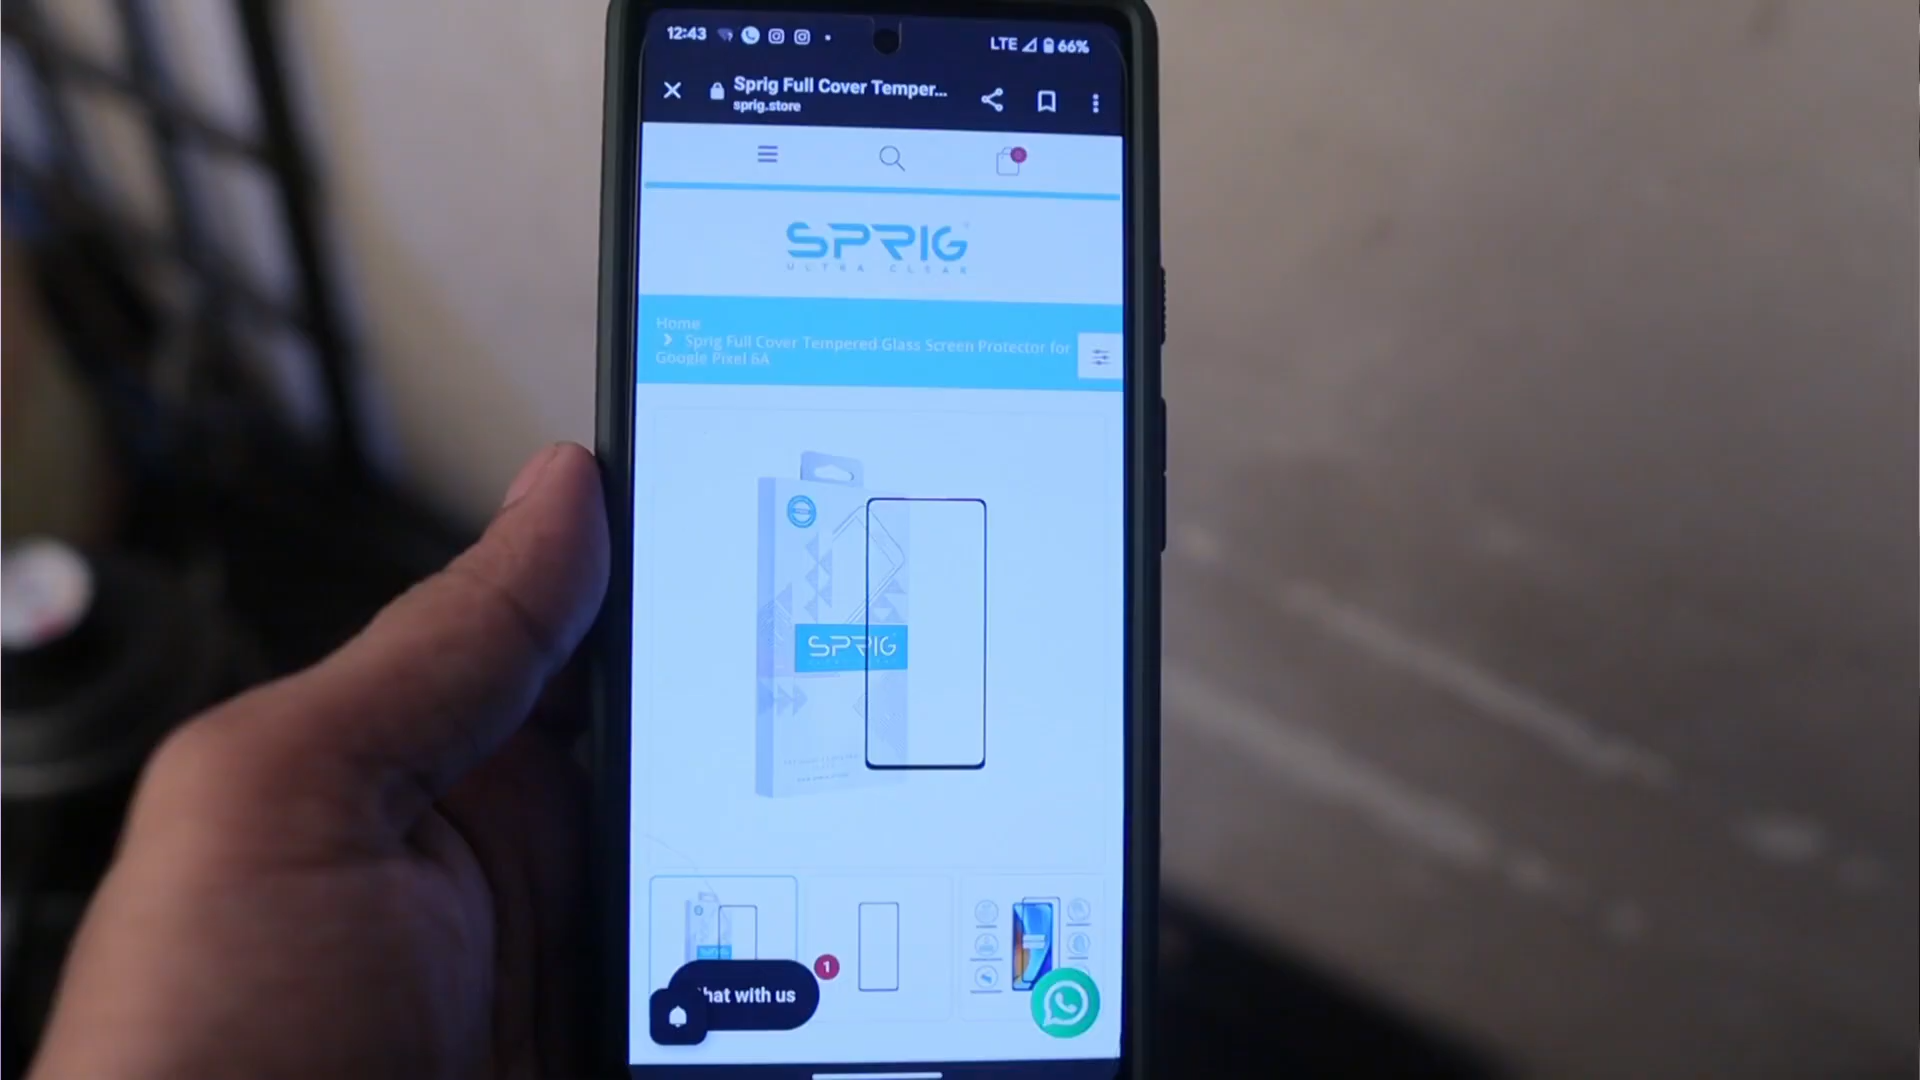 12:43
LTE 66%
Sprig Full Cover Temper...
sprig.store
SPRIG
ULTRA CLEAR
Home
Sprig Full Cover Tempered Glass Screen Protector for
Google Pixel 6A
SPRIG
1
hat with us